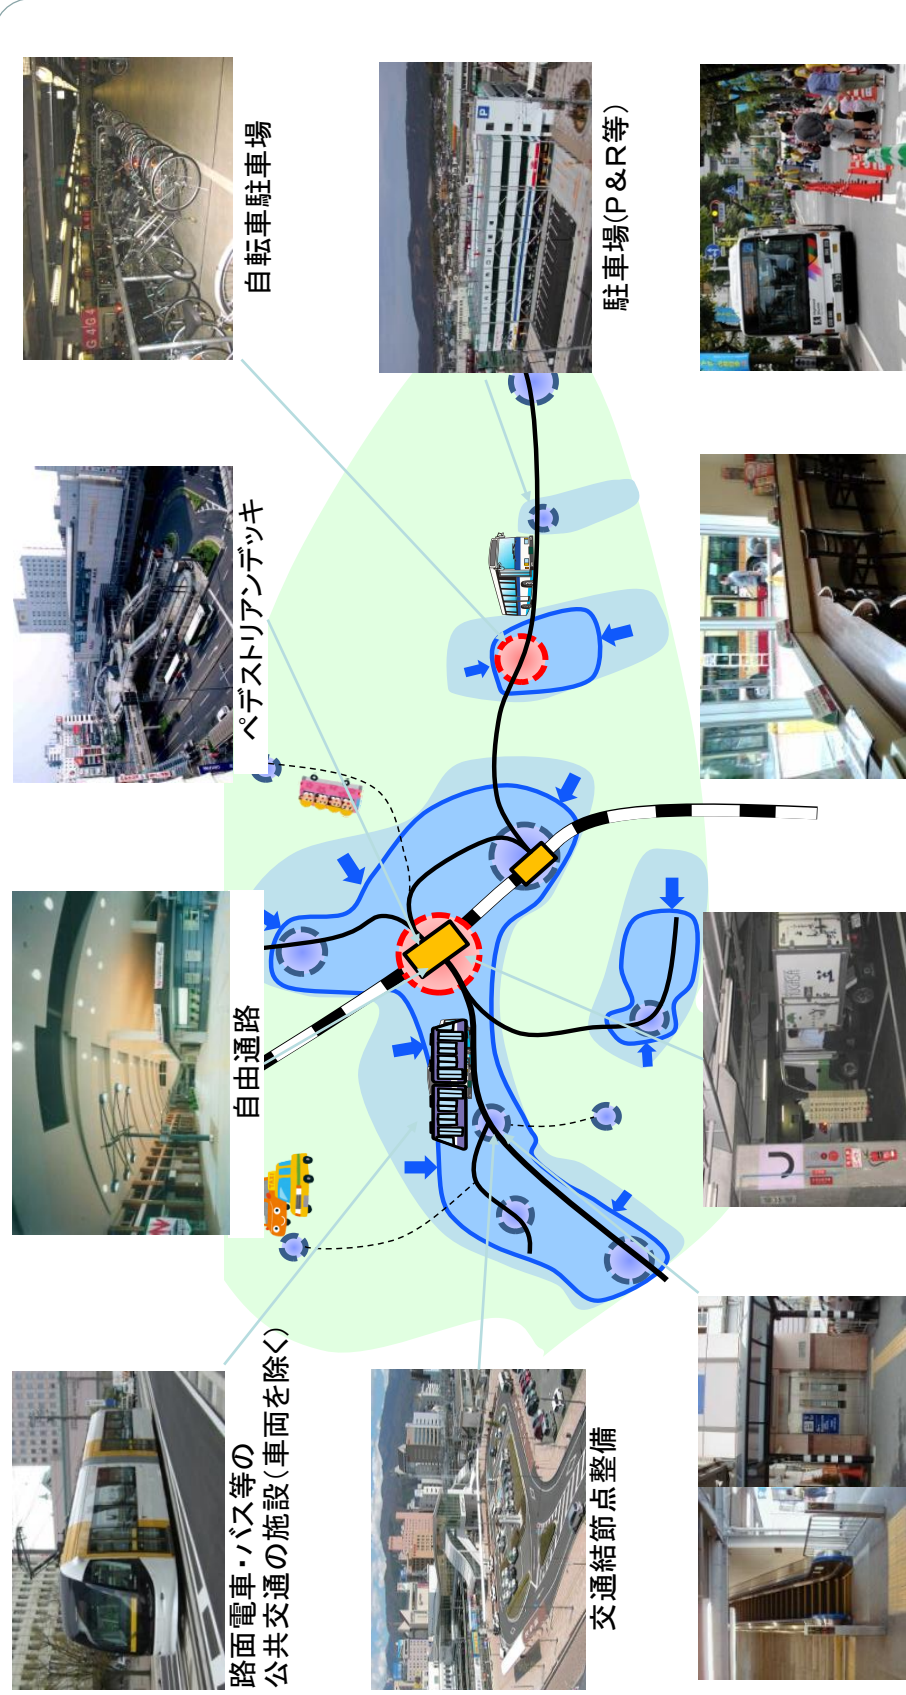 路面電車・バス等の
公共交通の施設(車両を除く)
自由通路
ペデストリアンデッキ
自転車駐車場
G4
G4
交通結節点整備
駐車場(P&R等)
P